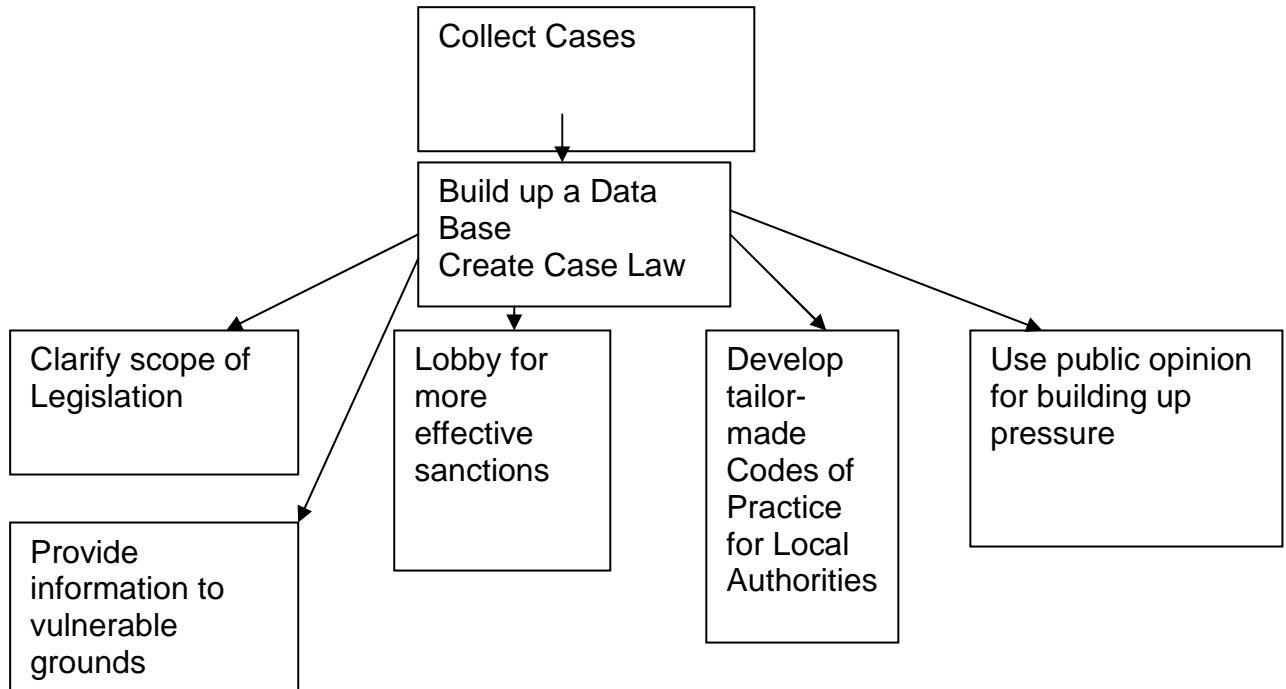 Collect Cases
Build up a Data
Base
Create Case Law
Clarify scope of
Legislation
Lobby for
more
effective
sanctions
Develop
tailor-
made
Codes of
Practice
for Local
Authorities
Use public opinion
for building up
pressure
Provide
information to
vulnerable
grounds